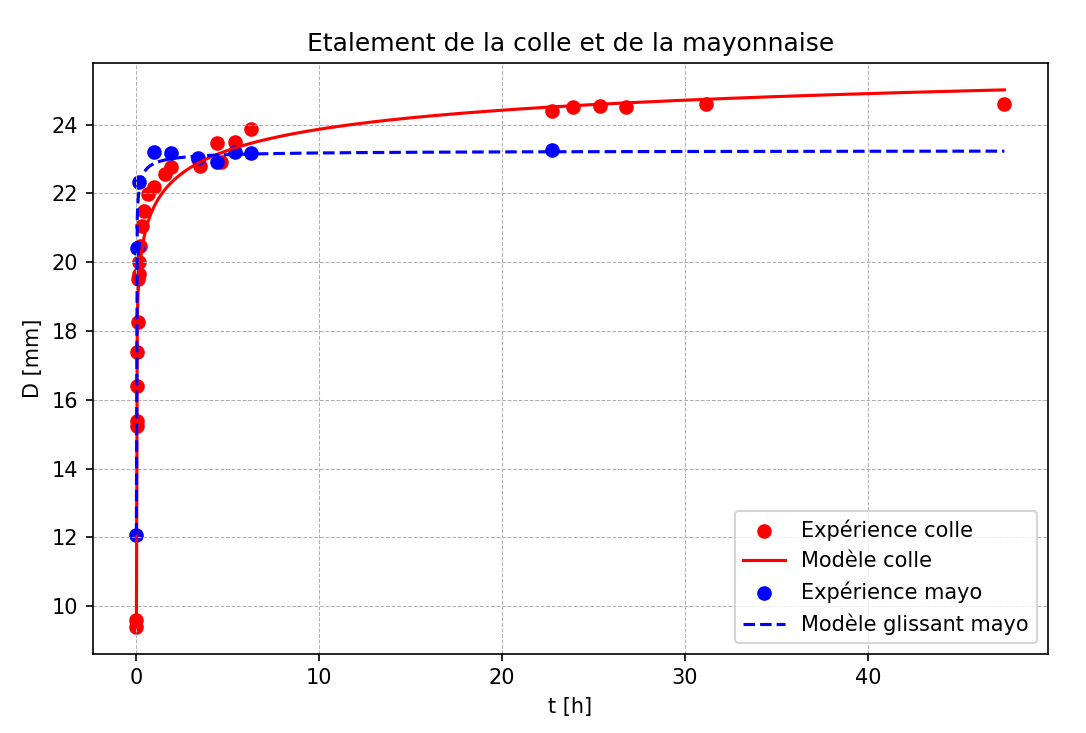 Etalement de la colle et de la mayonnaise
D [mm]
24
22
20
18
16
14
12
10
0
10
20
30
40
t [h]
Expérience colle
Modèle colle
Expérience mayo
Modèle glissant mayo